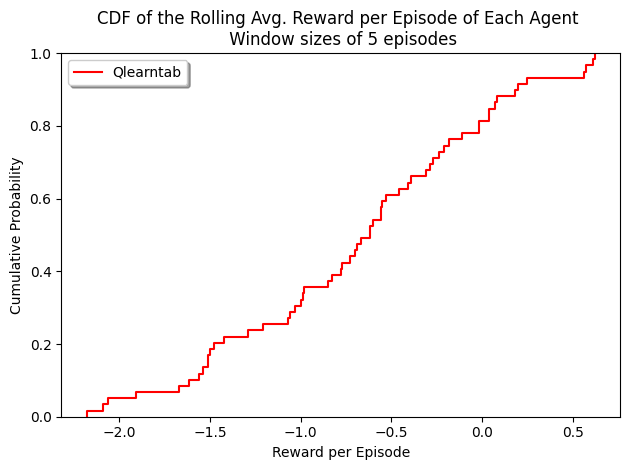 CDF of the Rolling Avg. Reward per Episode of Each Agent
Window sizes of 5 episodes
Qlearntab
Cumulative Probability
1.0
0.8
0.6
0.4
0.2
0.0
−2.0 −1.5 −1.0 −0.5 0.0 0.5
Reward per Episode